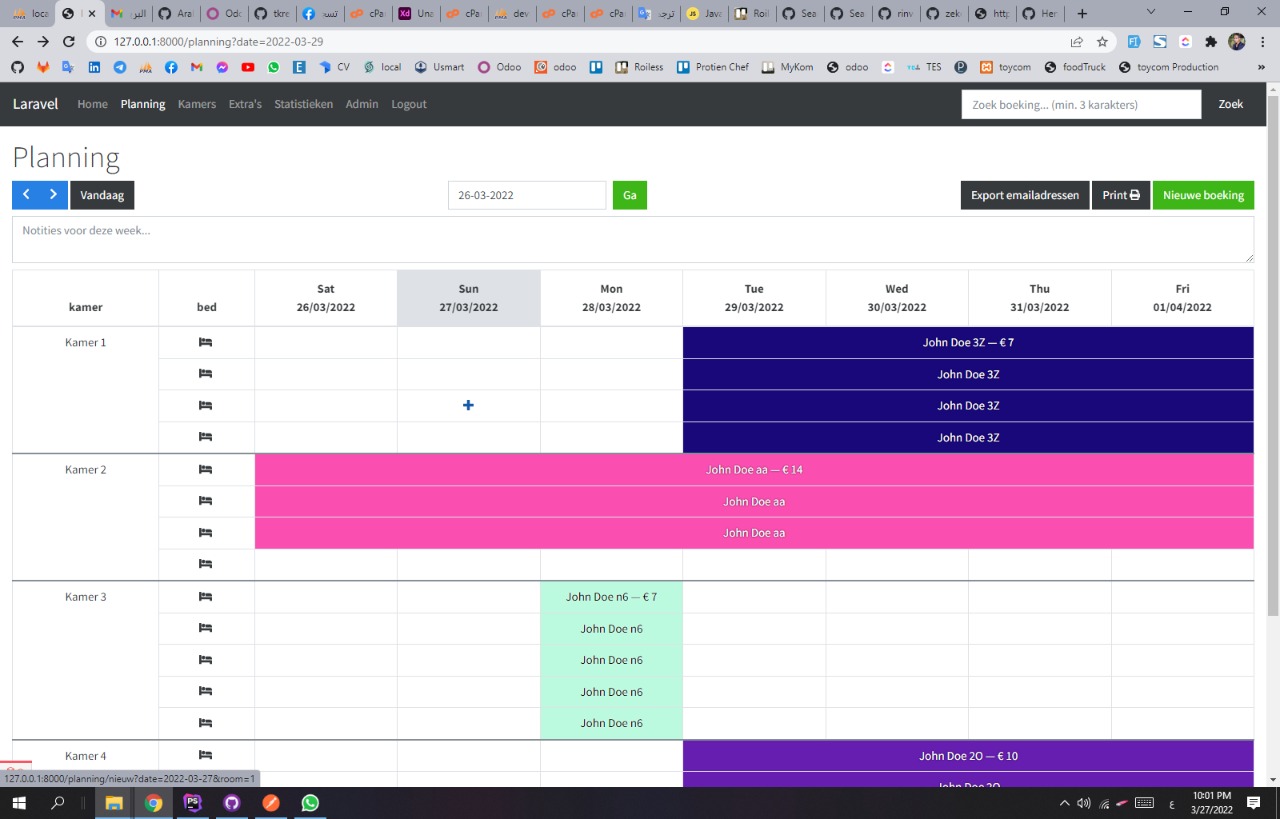 loca
Ara
Odo
tkre
تسـ
cPa
Una
cPa
dev
cPa
cPa
ترجـ
Java
Roil
Sea
Sea
rinv
zek
http
Her
127.0.0.1:8000/planning?date=2022-03-29
CV
local
Usmart
Odoo
odoo
Roiless
Protien Chef
MyKom
odoo
TES
toycom
foodTruck
toycom Production
»
Laravel
Home
Planning
Kamers
Extra's
Statistieken
Admin
Logout
Zoek boeking... (min. 3 karakters)
Zoek
Planning
Vandaag
26-03-2022
Ga
Export emailadressen
Print
Nieuwe boeking
Notities voor deze week...
kamer
bed
Sat
26/03/2022
Sun
27/03/2022
Mon
28/03/2022
Tue
29/03/2022
Wed
30/03/2022
Thu
31/03/2022
Fri
01/04/2022
Kamer 1
John Doe 3Z — € 7
John Doe 3Z
John Doe 3Z
John Doe 3Z
Kamer 2
John Doe aa — € 14
John Doe aa
John Doe aa
Kamer 3
John Doe n6 — € 7
John Doe n6
John Doe n6
John Doe n6
John Doe n6
Kamer 4
John Doe 2O — € 10
John Doe 2O
127.0.0.1:8000/planning/nieuw?date=2022-03-27&room=1
ع
10:01 PM
3/27/2022